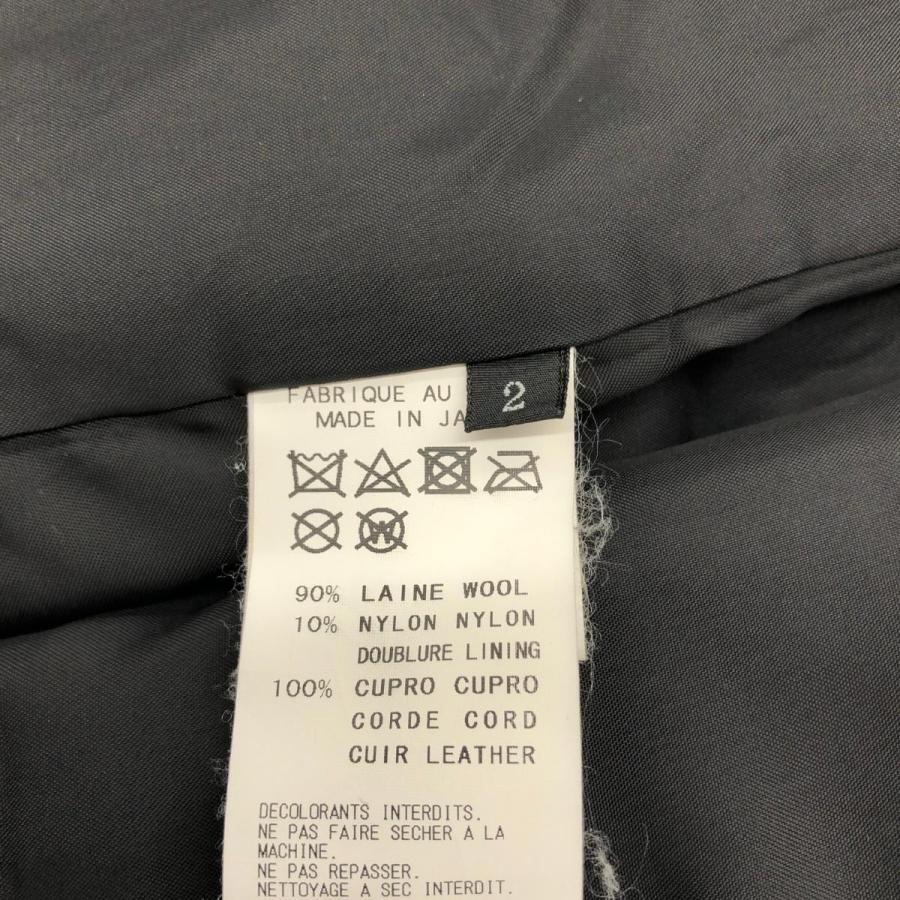 FABRIQUE AU
MADE IN JA
2
W
90% LAINE WOOL
10% NYLON NYLON
DOUBLURE LINING
100% CUPRO CUPRO
CORDE CORD
CUIR LEATHER
DECOLORANTS INTERDITS.
NE PAS FAIRE SECHER A LA
MACHINE.
NE PAS REPASSER.
NETTOYAGE A SEC INTERDIT.